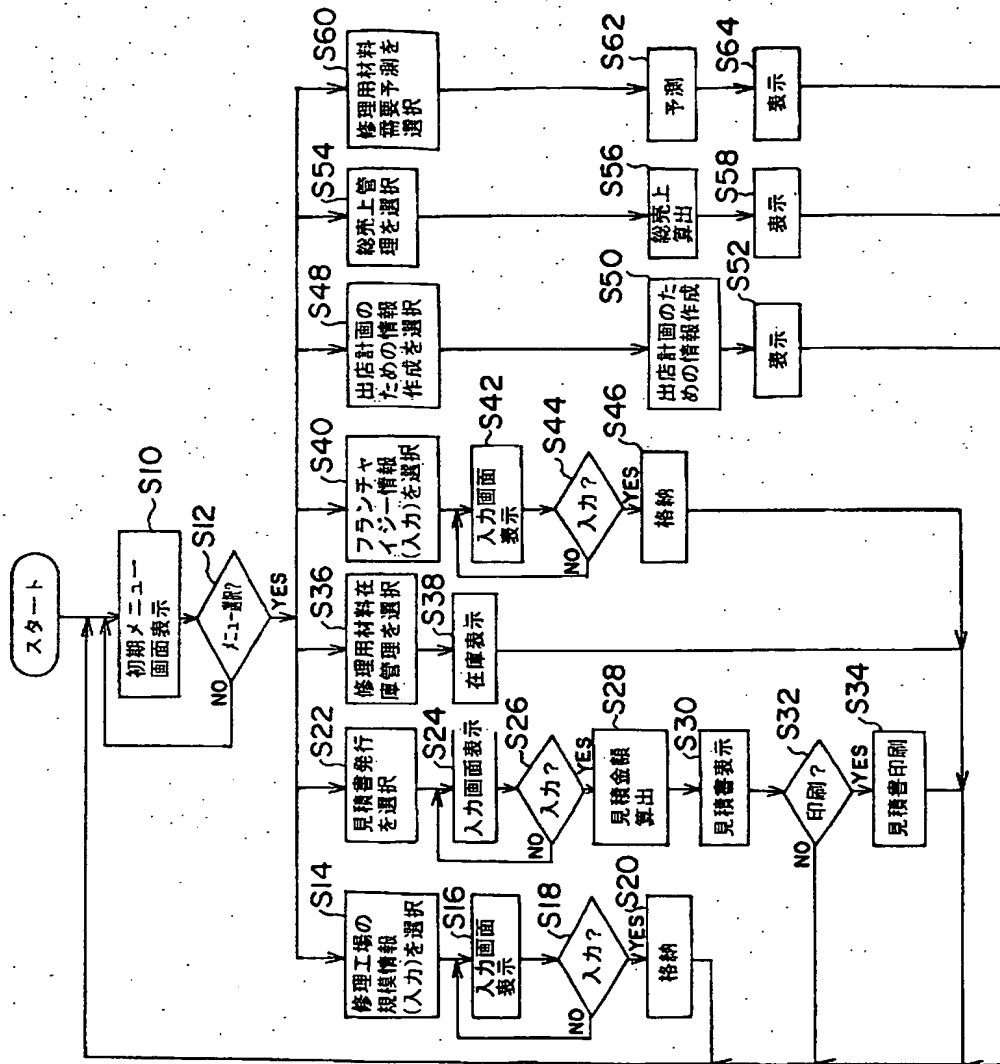 スタート
初期メニュー
画面表示
S10
メニュー選択?
S12
NO
YES
修理工場の
規模情報
(入力)を選択
S14
入力画面
表示
S16
入力?
S18
NO
YES
格納
S20
見積書発行
を選択
S22
入力画面表示
S24
入力?
S26
NO
YES
見積金額
算出
S28
見積書表示
S30
印刷?
S32
NO
YES
見積書印刷
S34
修理用材料在
庫管理を選択
S36
在庫表示
S38
フランチャ
イジー情報
(入力)を選択
S40
入力画面
表示
S42
入力?
S44
NO
YES
格納
S46
出店計画の
ための情報
作成を選択
S48
出店計画のた
めの情報作成
S50
表示
S52
総売上管
理を選択
S54
総売上
算出
S56
表示
S58
修理用材料
需要予測を
選択
S60
予測
S62
表示
S64